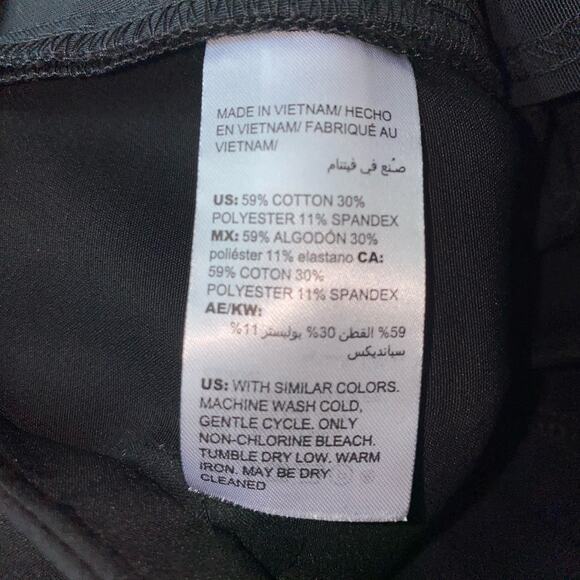 MADE IN VIETNAM/ HECHO
EN VIETNAM/ FABRIQUÉ AU
VIETNAM/
صنع في فيتنام
US: 59% COTTON 30%
POLYESTER 11% SPANDEX
MX: 59% ALGODÓN 30%
poliéster 11% elastano CA:
59% COTON 30%
POLYESTER 11% SPANDEX
AE/KW:
59% القطن 30% بوليستر 11%
سبانديكس
US: WITH SIMILAR COLORS.
MACHINE WASH COLD,
GENTLE CYCLE. ONLY
NON-CHLORINE BLEACH.
TUMBLE DRY LOW. WARM
IRON. MAY BE DRY
CLEANED